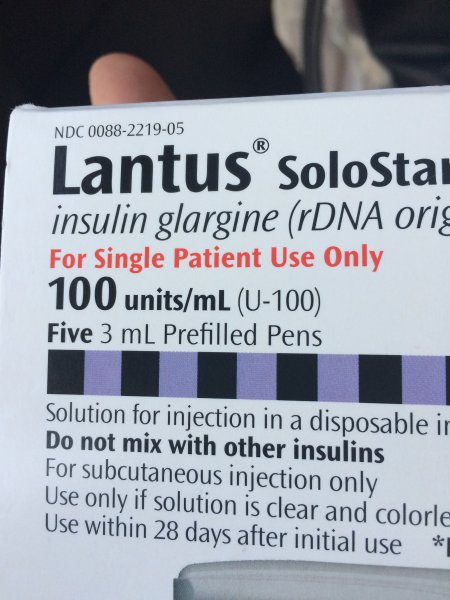 NDC 0088-2219-05
Lantus® SoloStar
insulin glargine (rDNA orig
For Single Patient Use Only
100 units/mL (U-100)
Five 3 mL Prefilled Pens
Solution for injection in a disposable in
Do not mix with other insulins
For subcutaneous injection only
Use only if solution is clear and colorle
Use within 28 days after initial use *